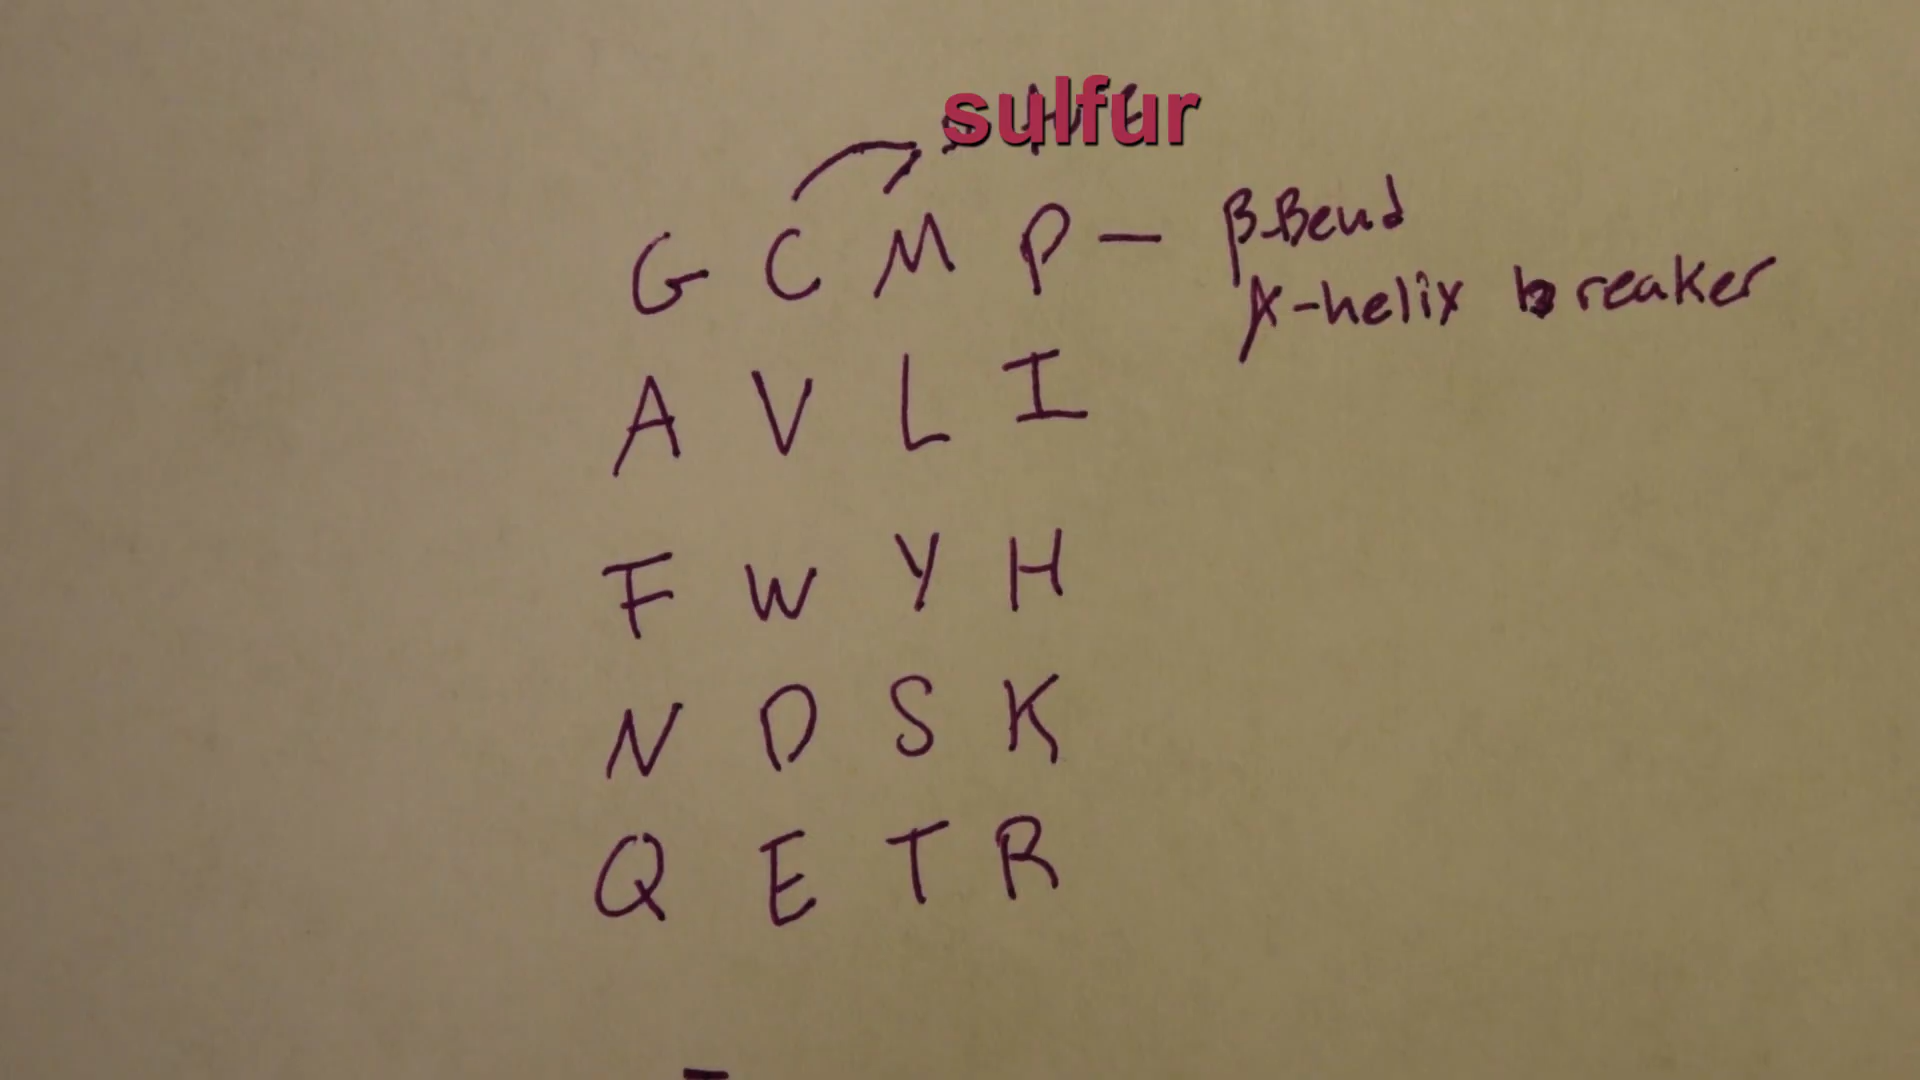 sulfur
G C M P — β-Bend
α-helix breaker
A V L I
F W Y H
N D S K
Q E T R